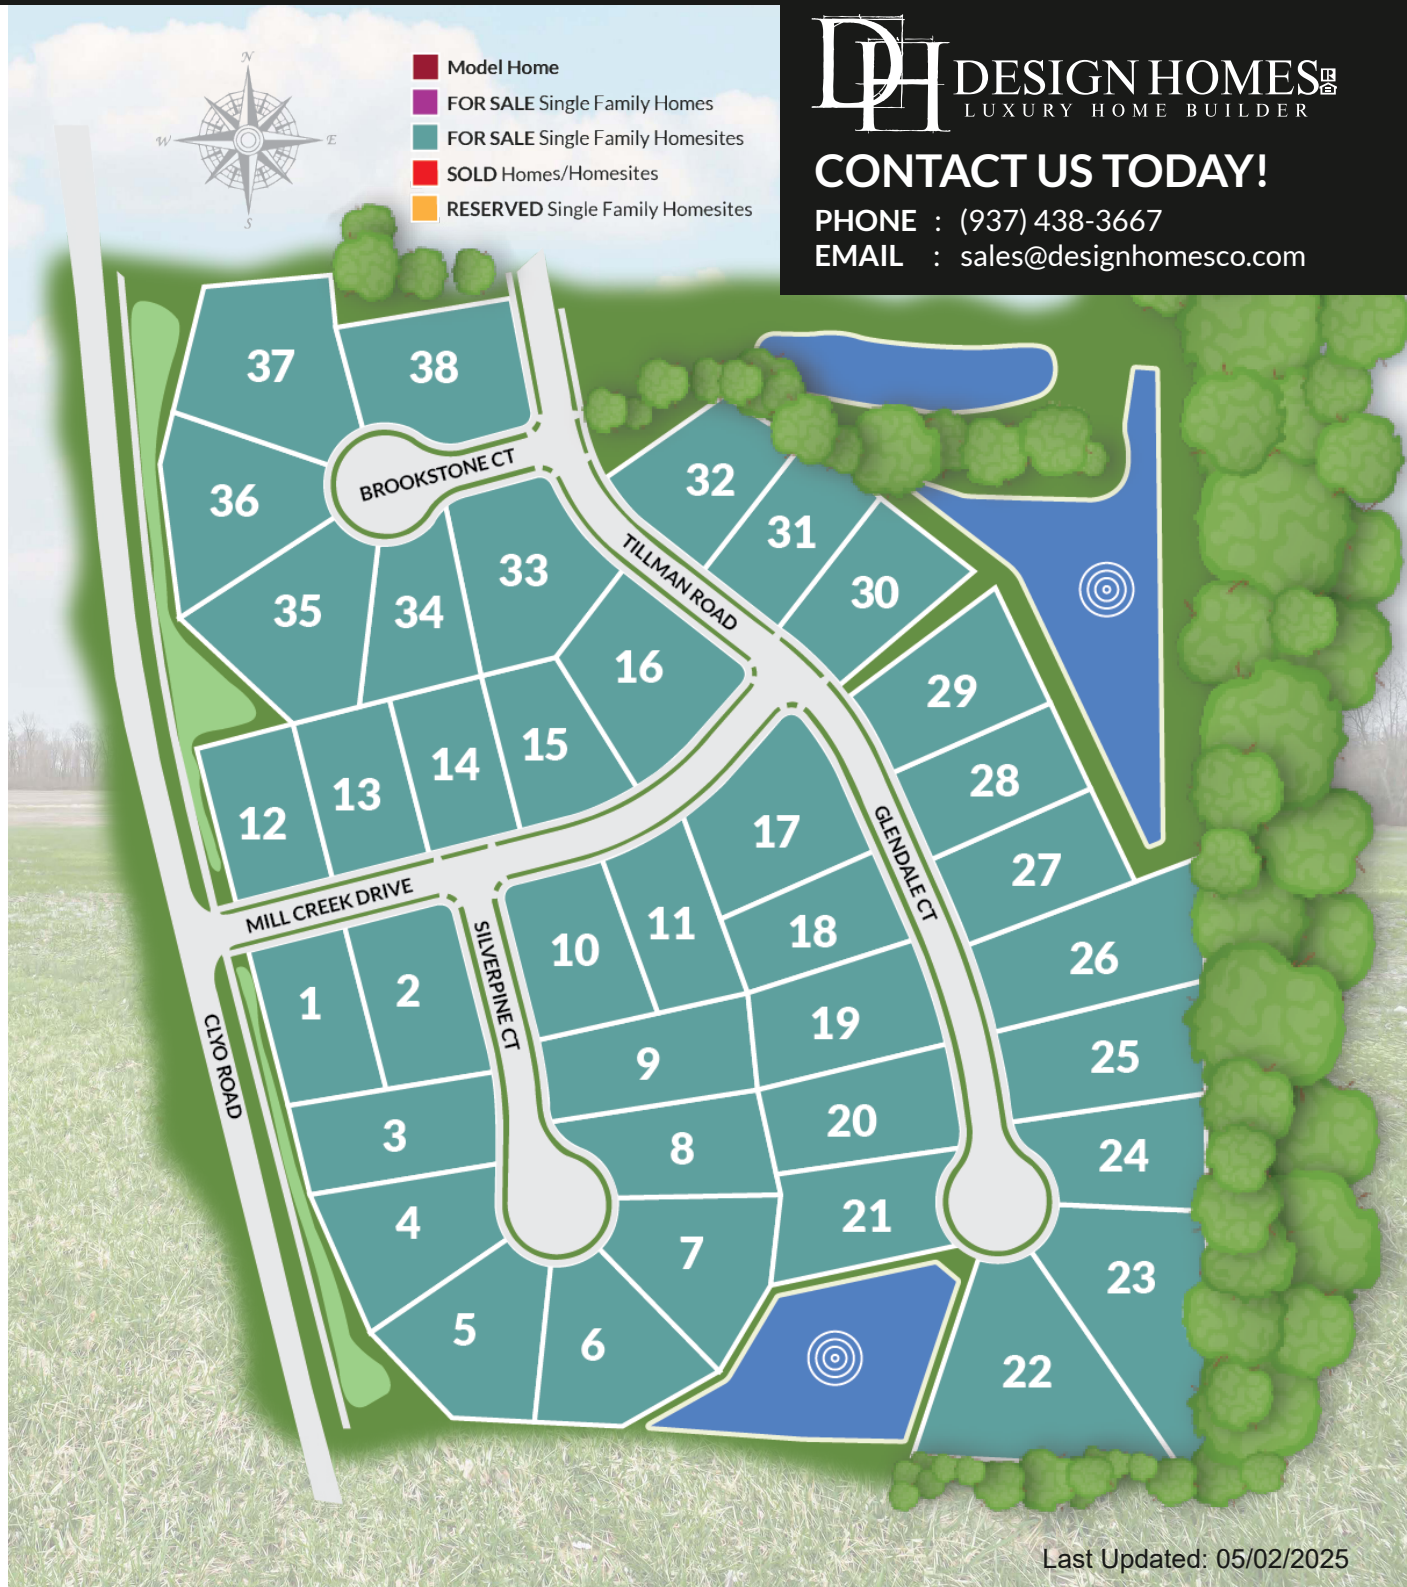 N
W
E
S
Model Home
FOR SALE Single Family Homes
FOR SALE Single Family Homesites
SOLD Homes/Homesites
RESERVED Single Family Homesites
DH DESIGN HOMES
LUXURY HOME BUILDER
CONTACT US TODAY!
PHONE : (937) 438-3667
EMAIL : sales@designhomesco.com
37
38
BROOKSTONE CT
36
32
31
30
33
35
34
TILLMAN ROAD
16
29
28
15
14
13
12
17
27
GLENDALE CT
MILL CREEK DRIVE
11
18
10
26
SILVERPINE CT
1
2
19
25
CLYO ROAD
9
3
20
8
24
4
21
7
23
5
6
22
Last Updated: 05/02/2025